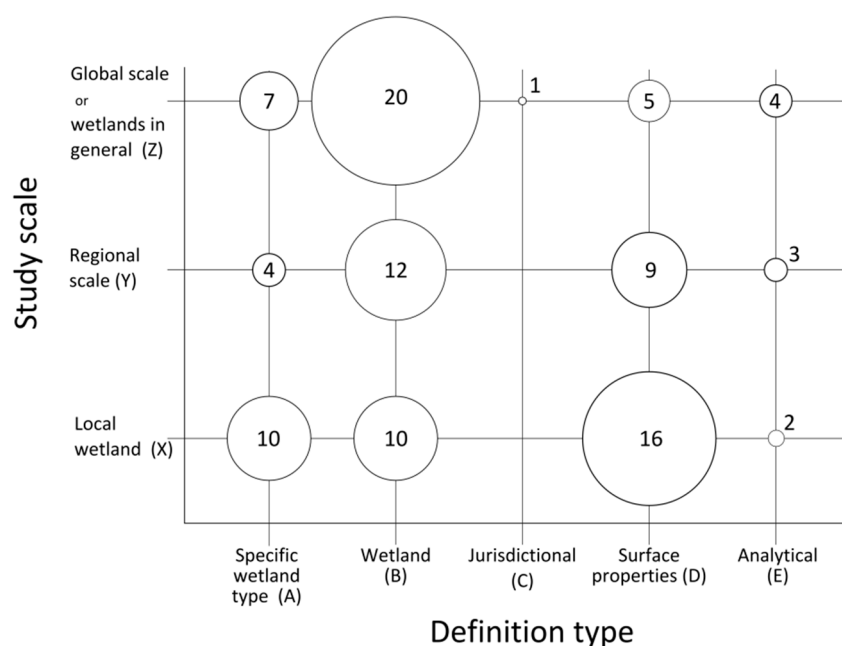 Study scale
Global scale
or
wetlands in
general (Z)
7
20
1
5
4
Regional
scale (Y)
4
12
9
3
Local
wetland (X)
10
10
16
2
Specific
wetland
type (A)
Wetland
(B)
Jurisdictional
(C)
Surface
properties (D)
Analytical
(E)
Definition type